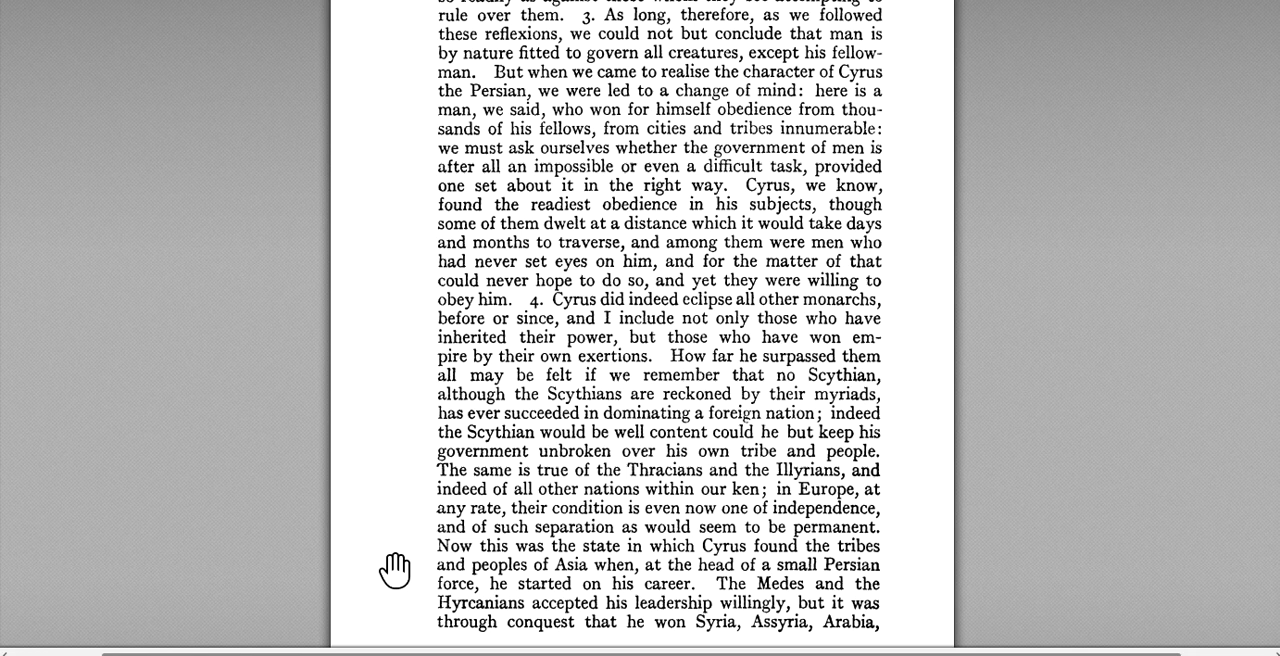 so readily as against those whom they see attempting to
rule over them. 3. As long, therefore, as we followed
these reflexions, we could not but conclude that man is
by nature fitted to govern all creatures, except his fellow-
man. But when we came to realise the character of Cyrus
the Persian, we were led to a change of mind: here is a
man, we said, who won for himself obedience from thou-
sands of his fellows, from cities and tribes innumerable:
we must ask ourselves whether the government of men is
after all an impossible or even a difficult task, provided
one set about it in the right way. Cyrus, we know,
found the readiest obedience in his subjects, though
some of them dwelt at a distance which it would take days
and months to traverse, and among them were men who
had never set eyes on him, and for the matter of that
could never hope to do so, and yet they were willing to
obey him. 4. Cyrus did indeed eclipse all other monarchs,
before or since, and I include not only those who have
inherited their power, but those who have won em-
pire by their own exertions. How far he surpassed them
all may be felt if we remember that no Scythian,
although the Scythians are reckoned by their myriads,
has ever succeeded in dominating a foreign nation; indeed
the Scythian would be well content could he but keep his
government unbroken over his own tribe and people.
The same is true of the Thracians and the Illyrians, and
indeed of all other nations within our ken; in Europe, at
any rate, their condition is even now one of independence,
and of such separation as would seem to be permanent.
Now this was the state in which Cyrus found the tribes
and peoples of Asia when, at the head of a small Persian
force, he started on his career. The Medes and the
Hyrcanians accepted his leadership willingly, but it was
through conquest that he won Syria, Assyria, Arabia,